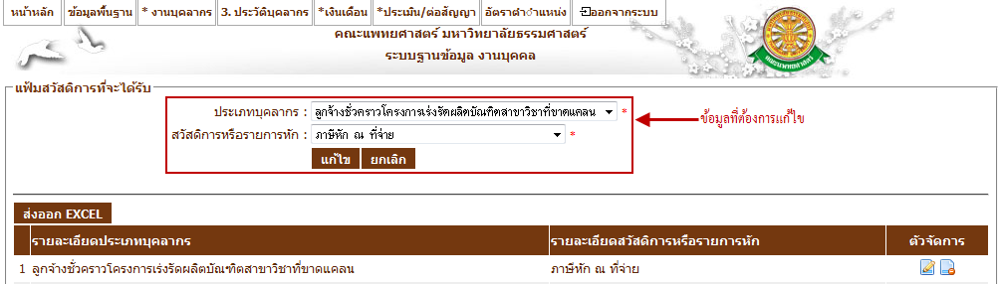 หน้าหลัก ข้อมูลพื้นฐาน * งานบุคลากร 3. ประวัติบุคลากร *เงินเดือน *ประเมิน/ต่อสัญญา อัตราตำแหน่ง ออกจากระบบ
คณะแพทยศาสตร์ มหาวิทยาลัยธรรมศาสตร์
ระบบฐานข้อมูล งานบุคคล
แฟ้มสวัสดิการที่จะได้รับ
ประเภทบุคลากร : ลูกจ้างชั่วคราวโครงการเร่งรัดผลิตบัณฑิตสาขาวิชาที่ขาดแคลน *
ข้อมูลที่ต้องการแก้ไข
สวัสดิการหรือรายการหัก : ภาษีหัก ณ ที่จ่าย *
แก้ไข ยกเลิก
ส่งออก EXCEL
รายละเอียดประเภทบุคลากร รายละเอียดสวัสดิการหรือรายการหัก ตัวจัดการ
1 ลูกจ้างชั่วคราวโครงการเร่งรัดผลิตบัณฑิตสาขาวิชาที่ขาดแคลน ภาษีหัก ณ ที่จ่าย